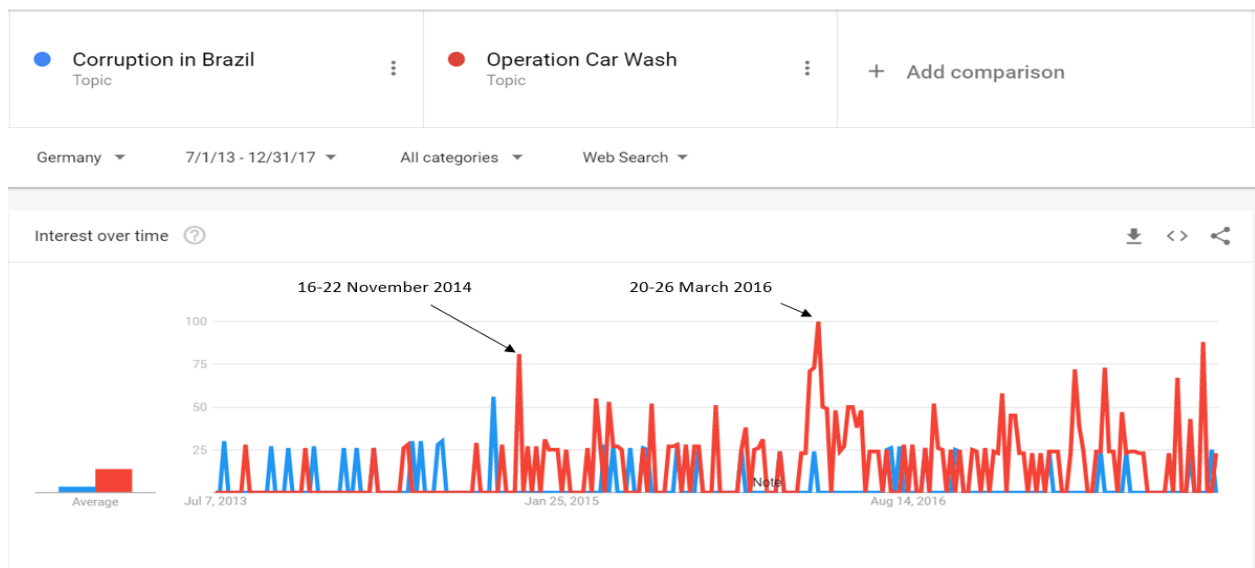 Corruption in Brazil
Topic
Operation Car Wash
Topic
+ Add comparison
Germany
7/1/13 - 12/31/17
All categories
Web Search
Interest over time ?
16-22 November 2014
20-26 March 2016
100
75
50
25
Average
Note
Jul 7, 2013
Jan 25, 2015
Aug 14, 2016